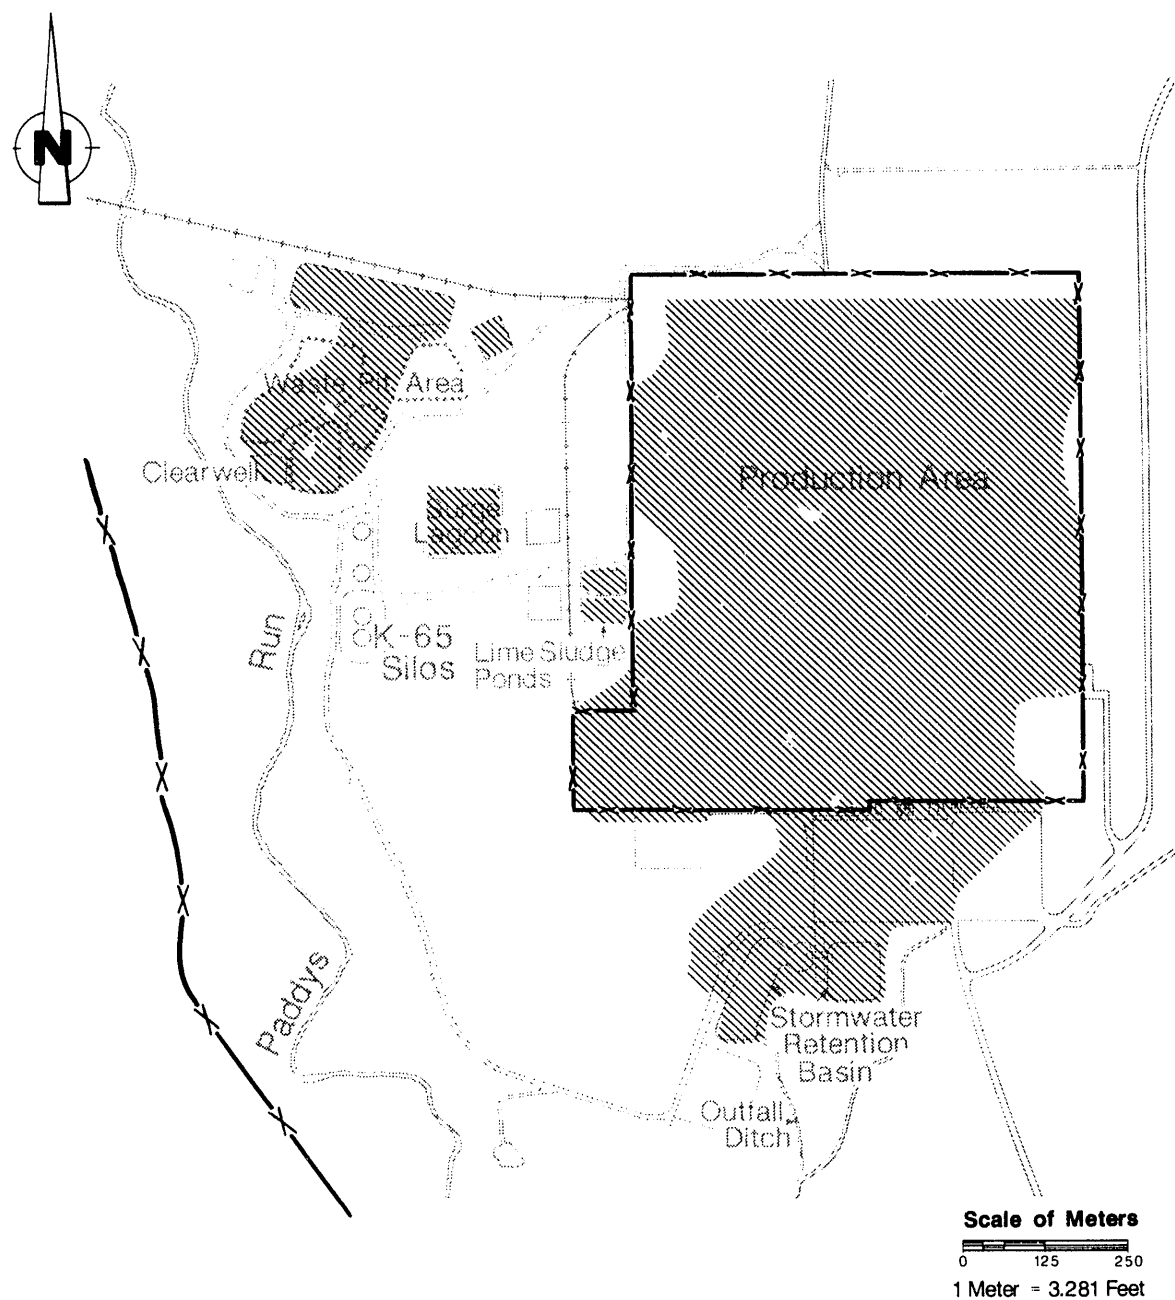 N
Waste Pit Area
Clearwell
Production Area
Surge
Lagoon
Run
K-65
Silos
Lime Sludge
Ponds
Paddys
Stormwater
Retention
Basin
Outfall
Ditch
Scale of Meters
0 125 250
1 Meter = 3.281 Feet